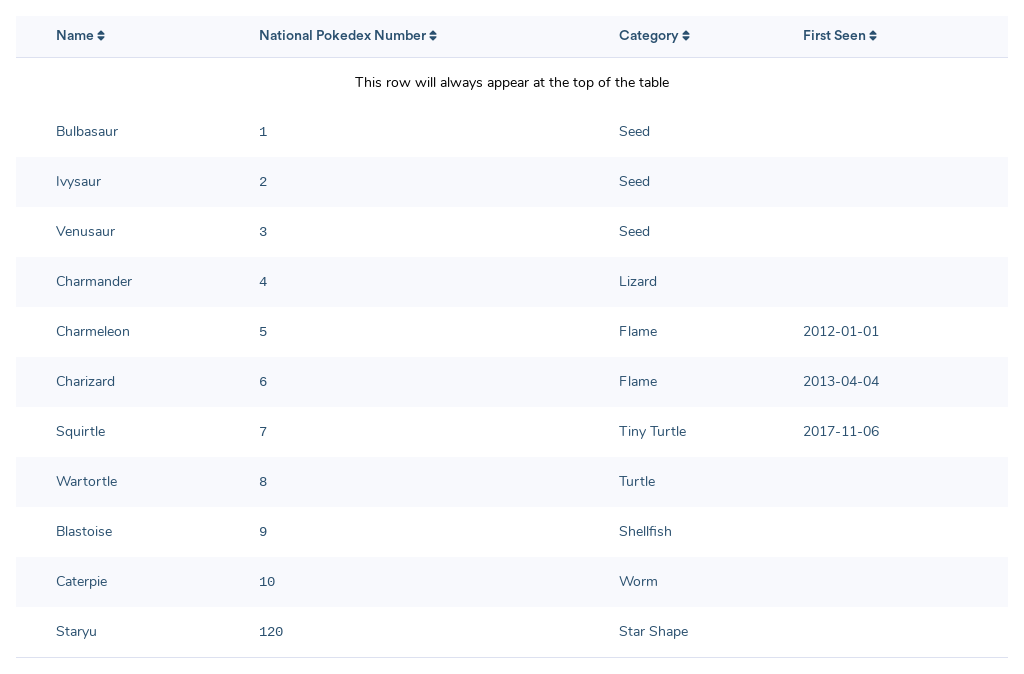 Name National Pokedex Number Category First Seen
This row will always appear at the top of the table
Bulbasaur 1 Seed
Ivysaur 2 Seed
Venusaur 3 Seed
Charmander 4 Lizard
Charmeleon 5 Flame 2012-01-01
Charizard 6 Flame 2013-04-04
Squirtle 7 Tiny Turtle 2017-11-06
Wartortle 8 Turtle
Blastoise 9 Shellfish
Caterpie 10 Worm
Staryu 120 Star Shape